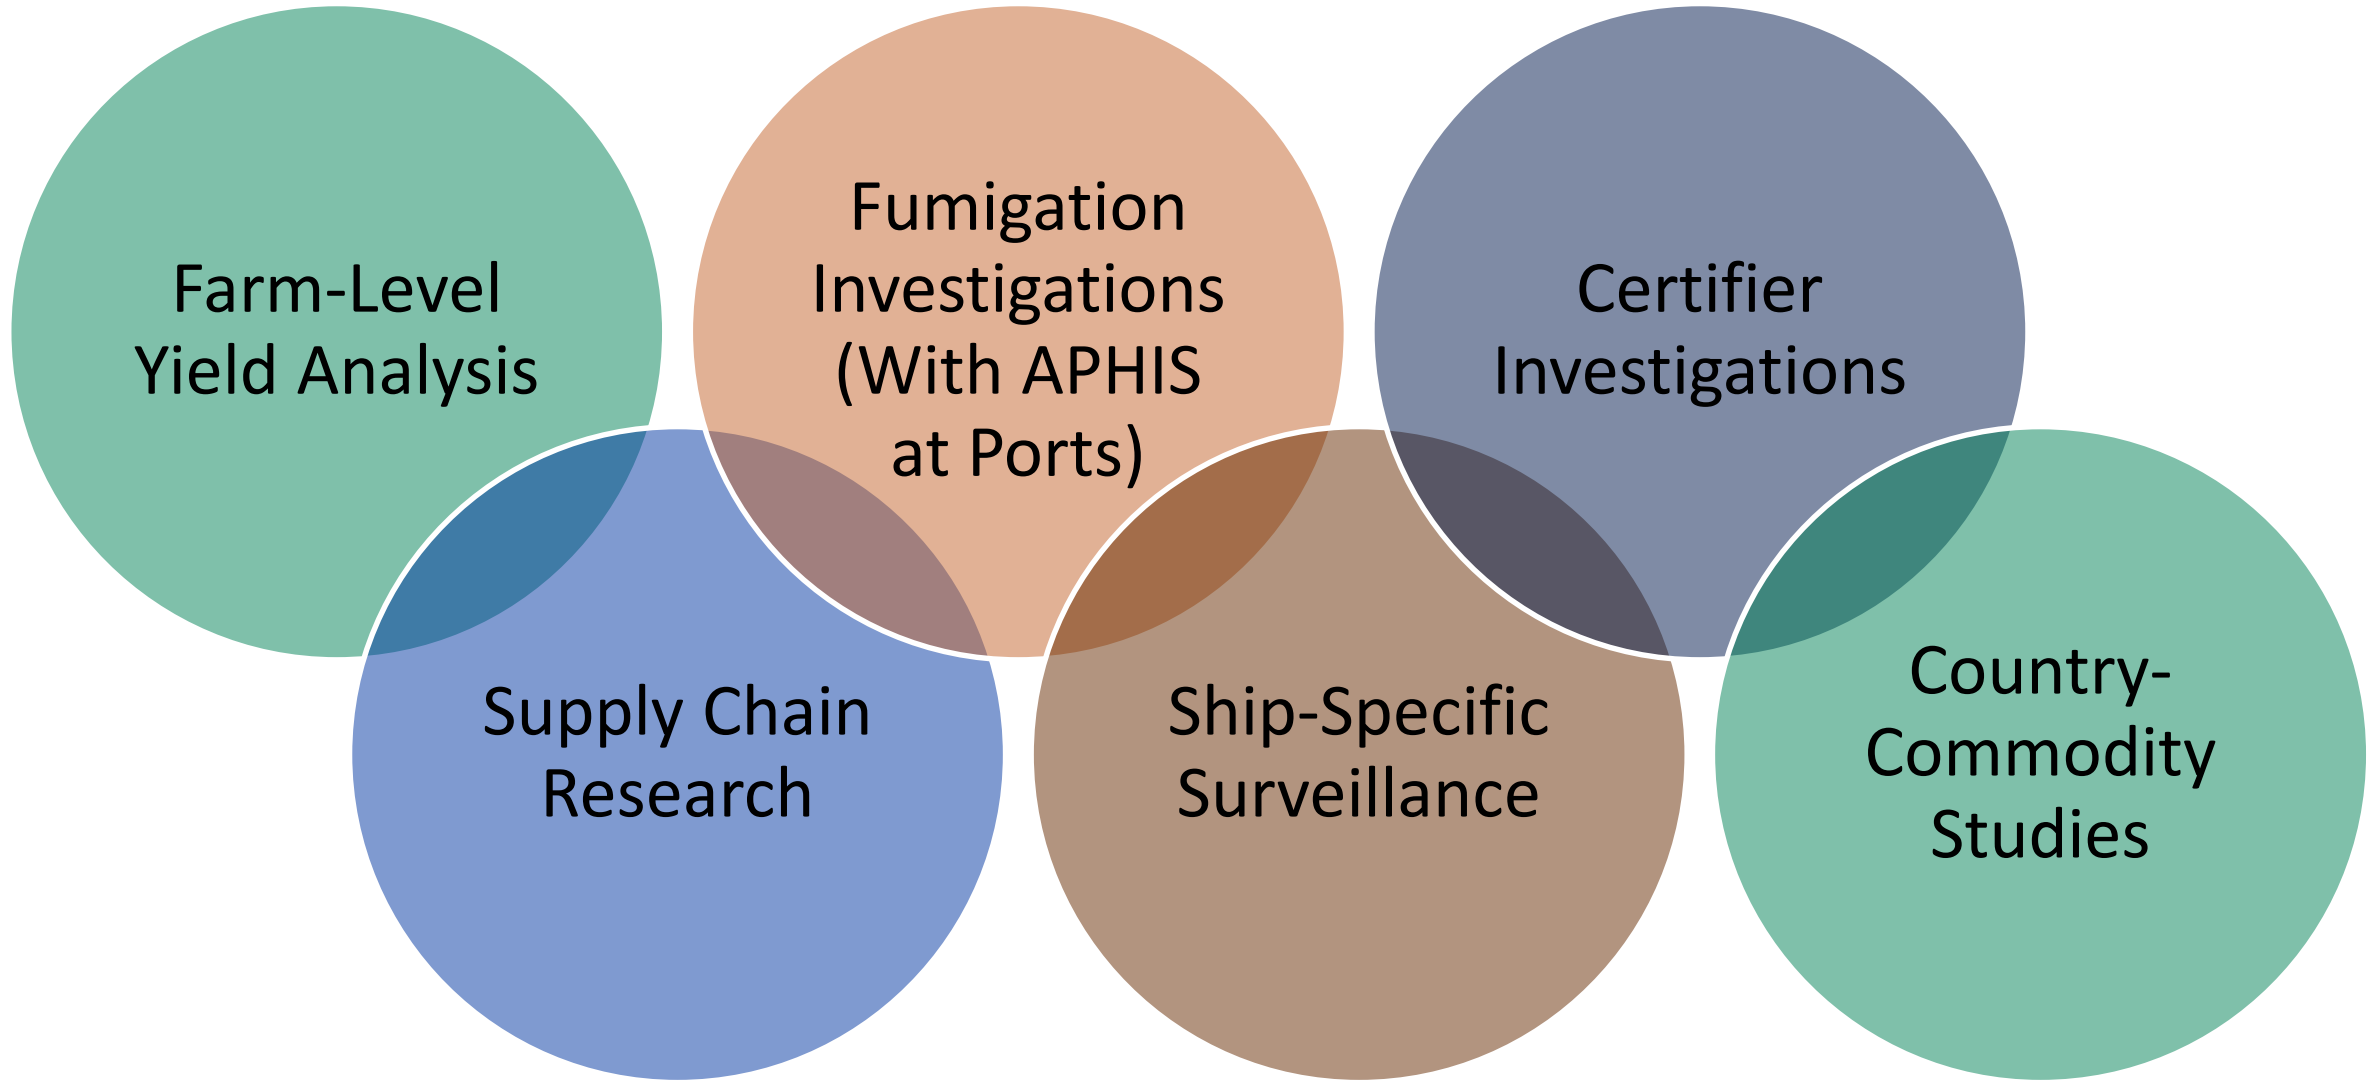 Farm-Level
Yield Analysis
Supply Chain
Research
Fumigation
Investigations
(With APHIS
at Ports)
Ship-Specific
Surveillance
Certifier
Investigations
Country-
Commodity
Studies